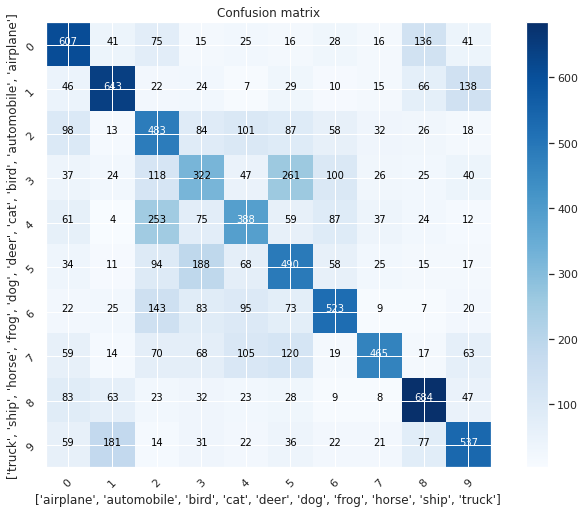 Confusion matrix
['truck', 'ship', 'horse', 'frog', 'dog', 'deer', 'cat', 'bird', 'automobile', 'airplane']
0 607 41 75 15 25 16 28 16 136 41
1 46 643 22 24 7 29 10 15 66 138
2 98 13 483 84 101 87 58 32 26 18
3 37 24 118 322 47 261 100 26 25 40
4 61 4 253 75 388 59 87 37 24 12
5 34 11 94 188 68 490 58 25 15 17
6 22 25 143 83 95 73 523 9 7 20
7 59 14 70 68 105 120 19 465 17 63
8 83 63 23 32 23 28 9 8 684 47
9 59 181 14 31 22 36 22 21 77 537
0 1 2 3 4 5 6 7 8 9
['airplane', 'automobile', 'bird', 'cat', 'deer', 'dog', 'frog', 'horse', 'ship', 'truck']
600
500
400
300
200
100